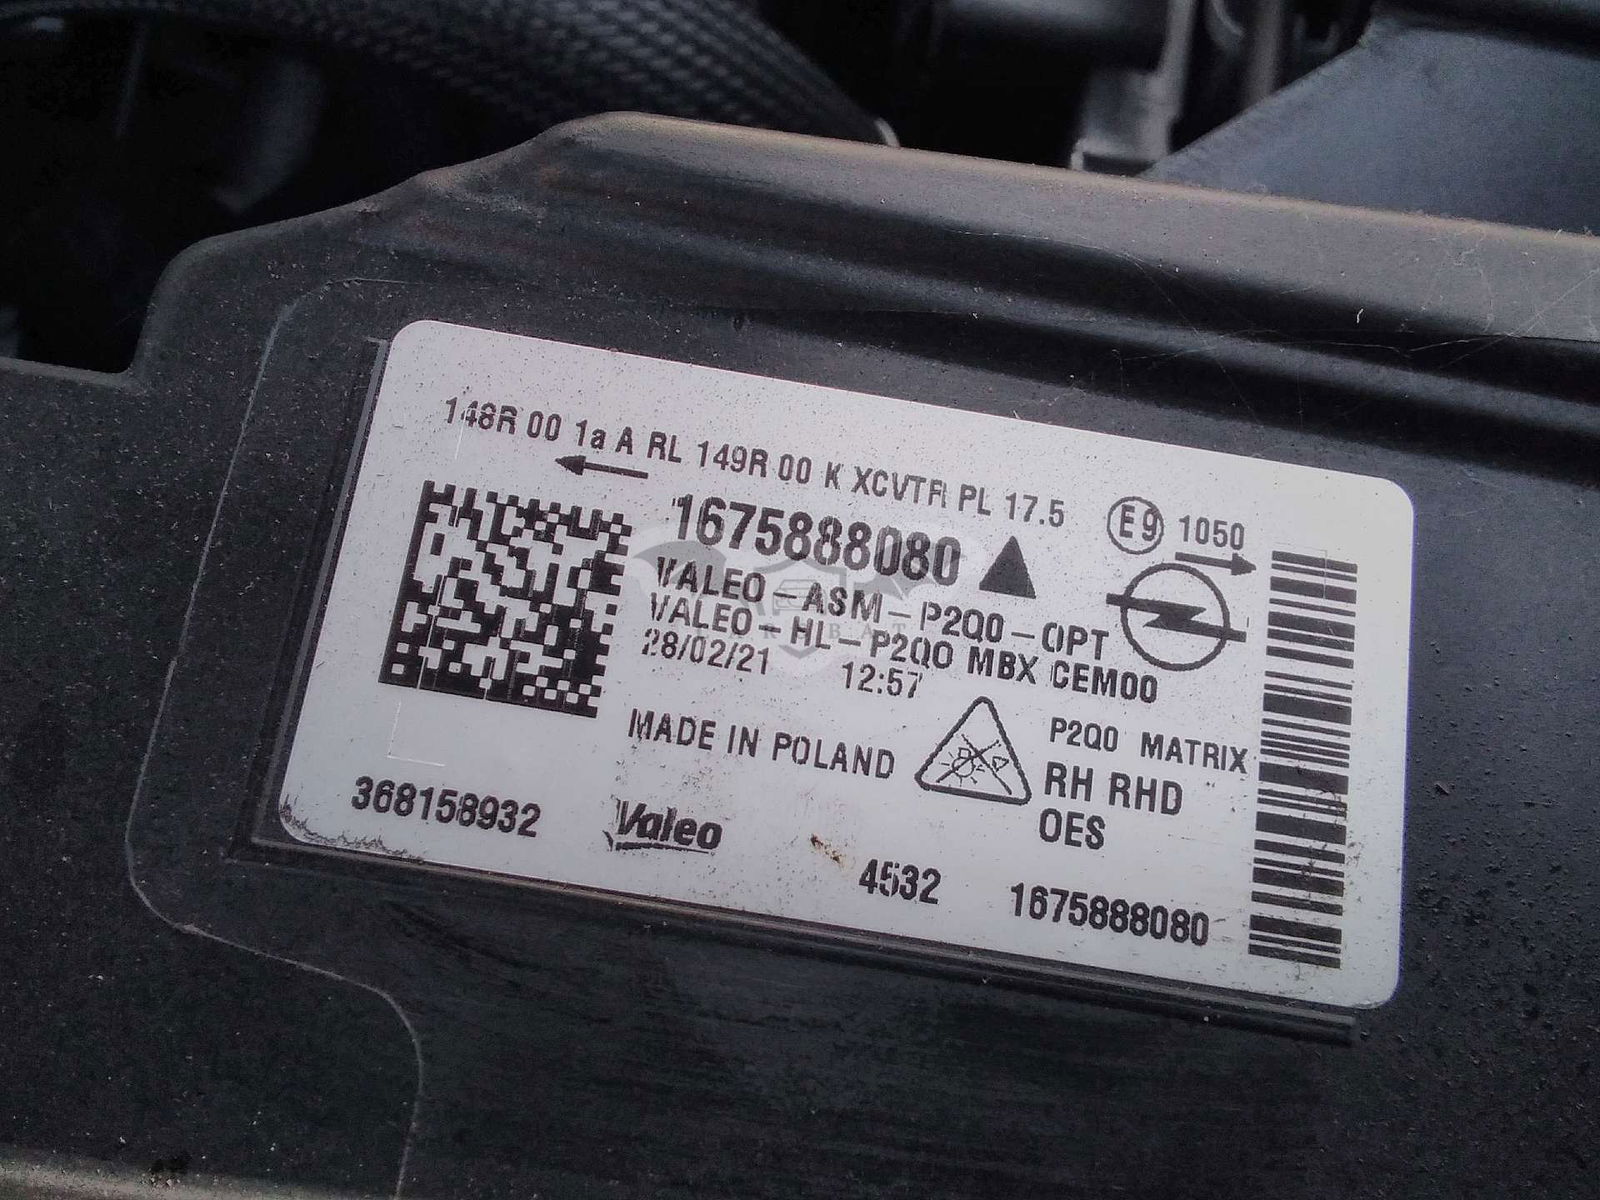 148R 00 1a A RL 149R 00 K XCVTR PL 17.5
E9 1050
1675888080
VALEO-ASM-P2Q0-OPT
VALEO-HL-P2Q0 MBX CEM00
28/02/21 12:57
MADE IN POLAND
P2Q0 MATRIX
RH RHD
OES
368158932
Valeo
4532
1675888080